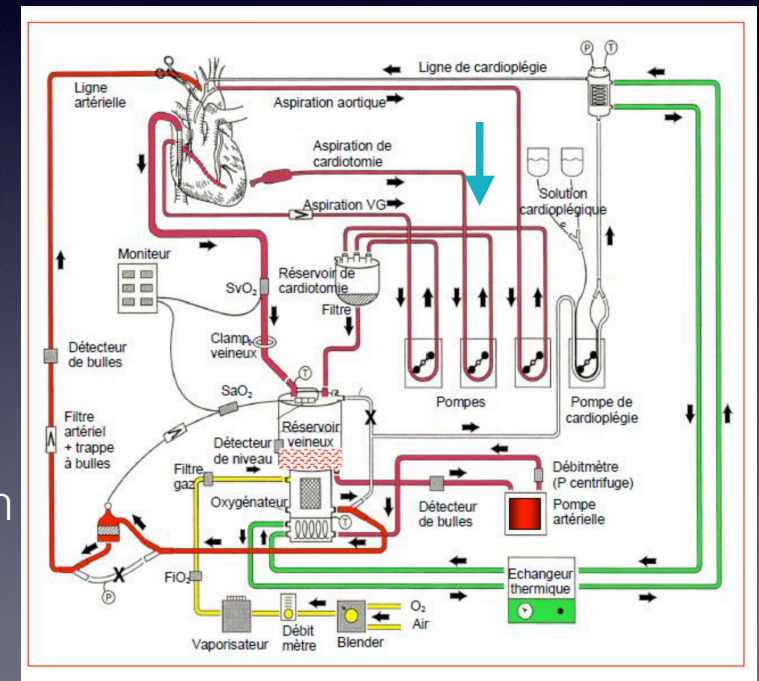 P T
Ligne de cardioplégie
Ligne
artérielle
Aspiration aortique
Aspiration de
cardiotomie
Aspiration VG
Solution
cardioplégique
Moniteur
SvO₂
Réservoir de
cardiotomie
Filtre
Clamp
veineux
T
Détecteur
de bulles
SaO₂
Pompes
Pompe de
cardioplégie
X
Réservoir
veineux
Filtre
artériel
+ trappe
à bulles
Détecteur
de niveau
Filtre
gaz
Débitmètre
(P centrifuge)
Oxygénateur
Détecteur
de bulles
Pompe
artérielle
T
n
X
P
FiO₂
Echangeur
thermique
O₂
Air
Vaporisateur
Débit
mètre
Blender